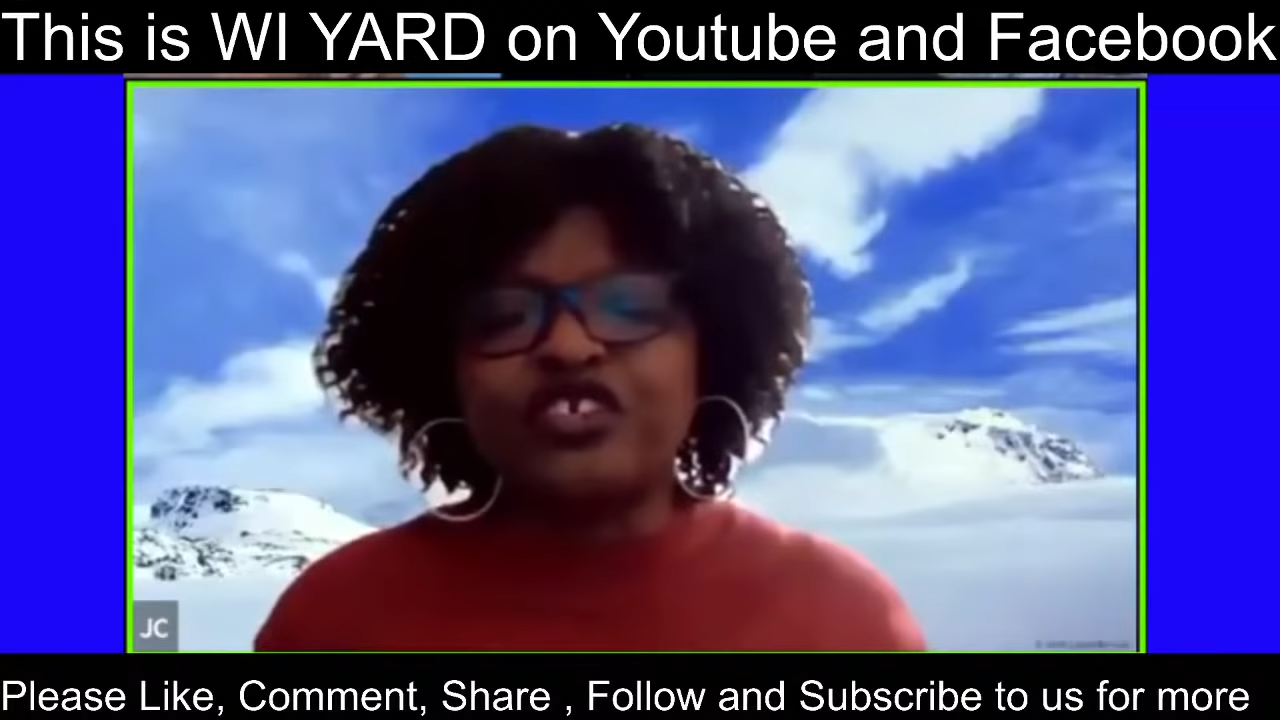 This is WI YARD on Youtube and Facebook
JC
Please Like, Comment, Share , Follow and Subscribe to us for more